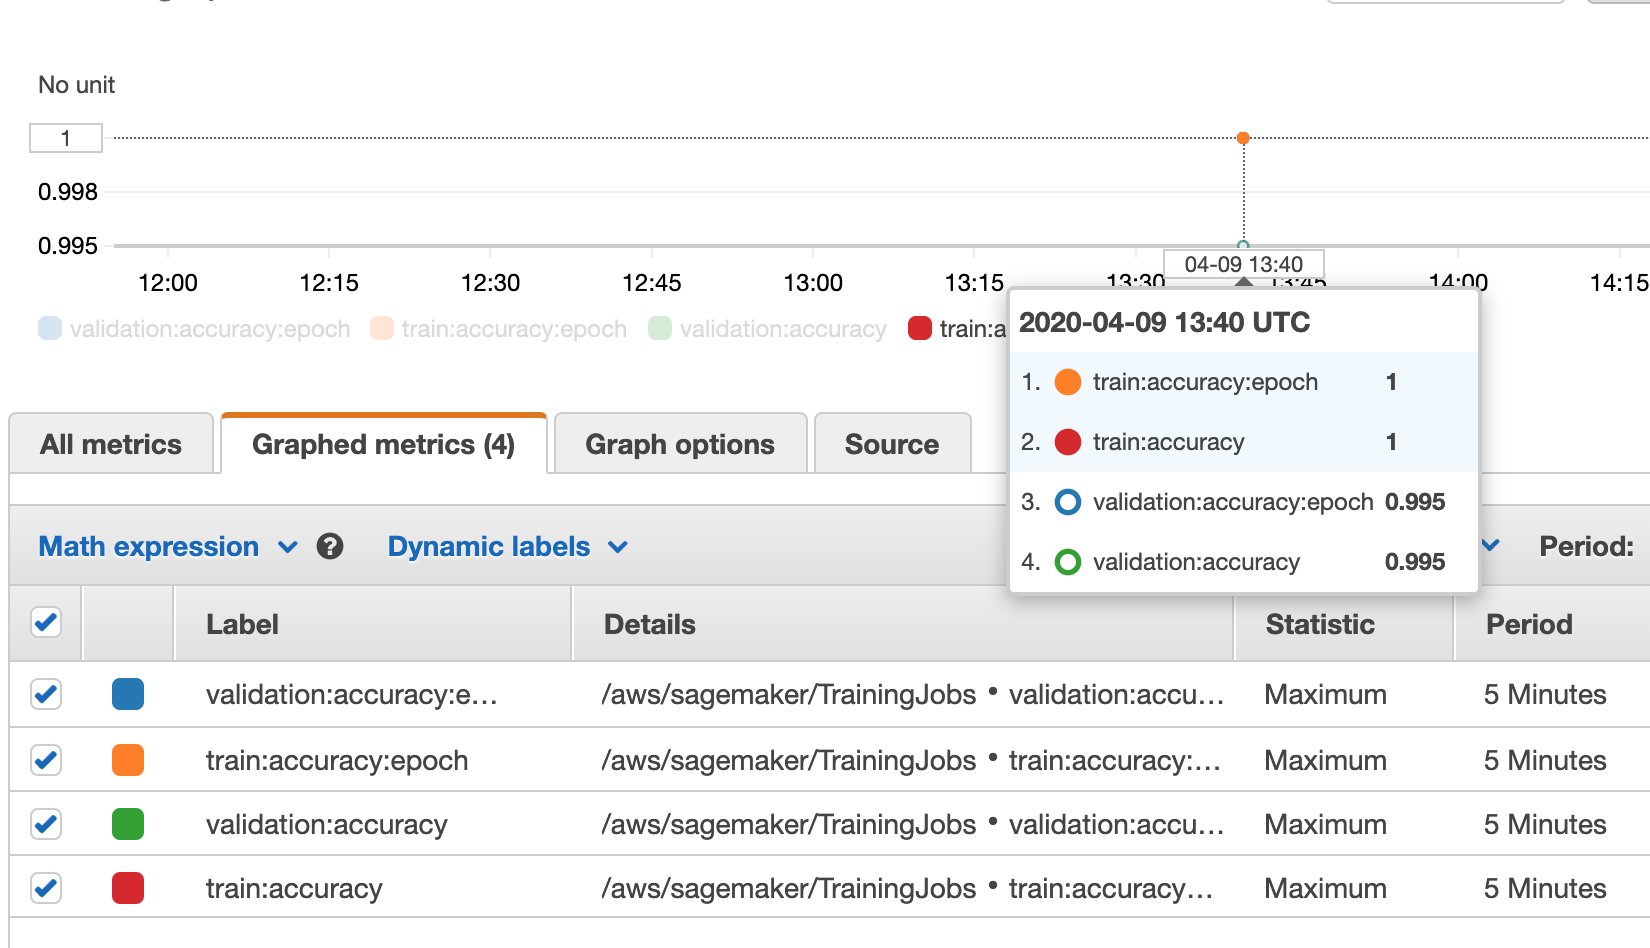 No unit
1
0.998
0.995
04-09 13:40
12:00 12:15 12:30 12:45 13:00 13:15 13:30 13:45 14:00 14:15
validation:accuracy:epoch train:accuracy:epoch validation:accuracy train:a
2020-04-09 13:40 UTC
1. train:accuracy:epoch 1
2. train:accuracy 1
3. validation:accuracy:epoch 0.995
4. validation:accuracy 0.995
All metrics Graphed metrics (4) Graph options Source
Math expression ? Dynamic labels Period:
Label Details Statistic Period
validation:accuracy:e... /aws/sagemaker/TrainingJobs • validation:accu... Maximum 5 Minutes
train:accuracy:epoch /aws/sagemaker/TrainingJobs • train:accuracy:... Maximum 5 Minutes
validation:accuracy /aws/sagemaker/TrainingJobs • validation:accu... Maximum 5 Minutes
train:accuracy /aws/sagemaker/TrainingJobs • train:accuracy... Maximum 5 Minutes